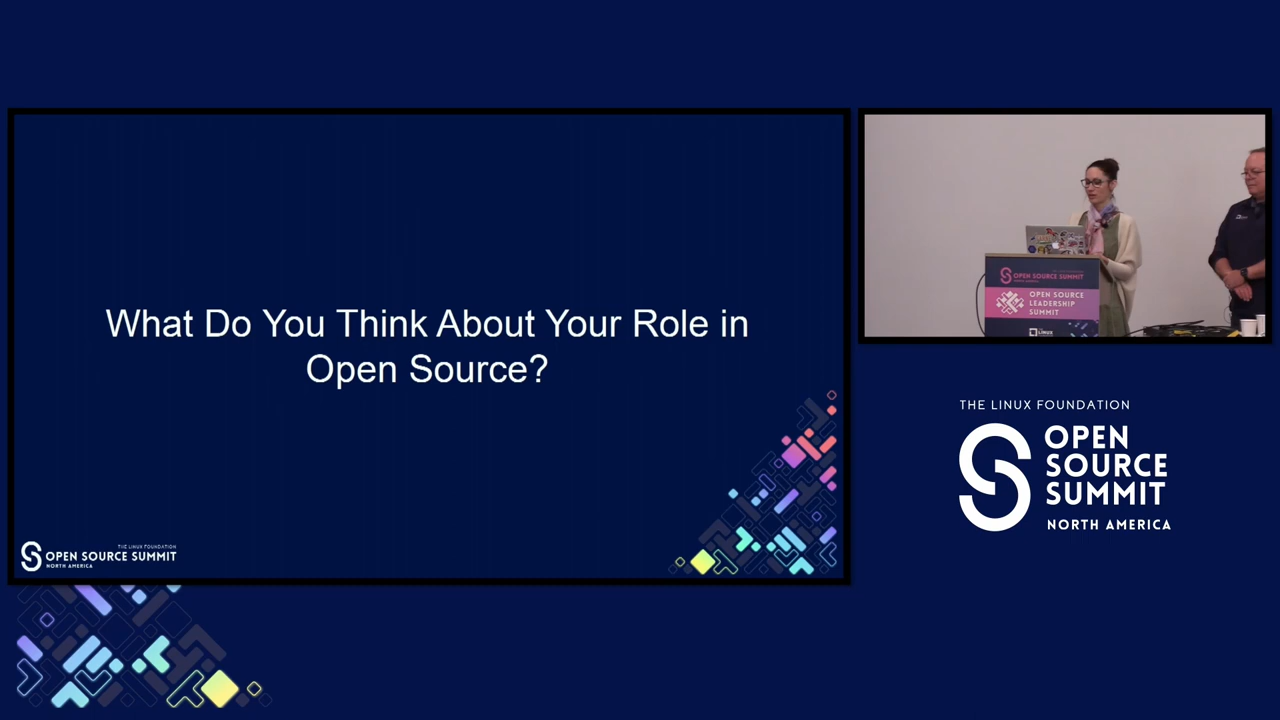 What Do You Think About Your Role in
Open Source?
THE LINUX FOUNDATION
OPEN SOURCE SUMMIT
NORTH AMERICA
OPEN SOURCE SUMMIT
OPEN SOURCE
LEADERSHIP
SUMMIT
LINUX
THE LINUX FOUNDATION
OPEN
SOURCE
SUMMIT
NORTH AMERICA